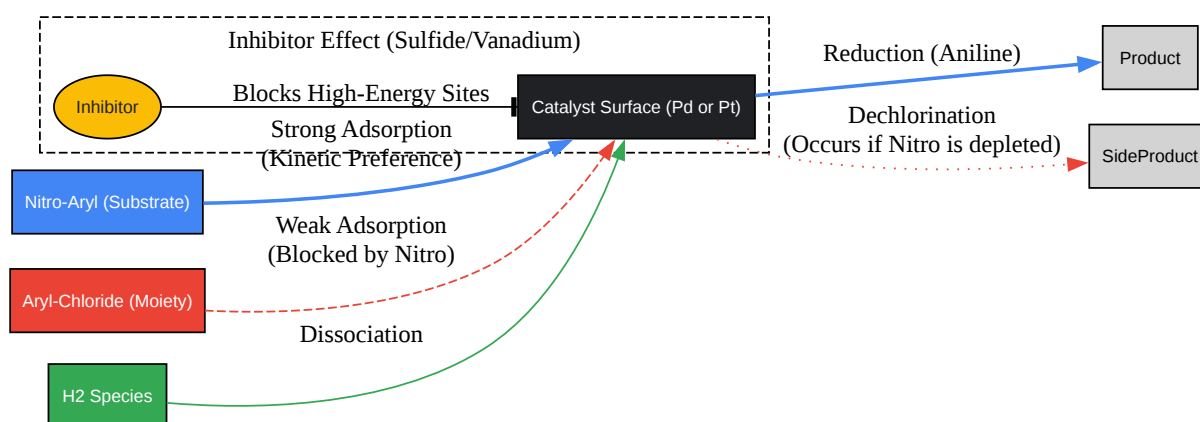 Inhibitor Effect (Sulfide/Vanadium)
Inhibitor
Blocks High-Energy Sites
Catalyst Surface (Pd or Pt)
Reduction (Aniline)
Product
Strong Adsorption
(Kinetic Preference)
Dechlorination
(Occurs if Nitro is depleted)
SideProduct
Nitro-Aryl (Substrate)
Weak Adsorption
(Blocked by Nitro)
Aryl-Chloride (Moiety)
Dissociation
H2 Species